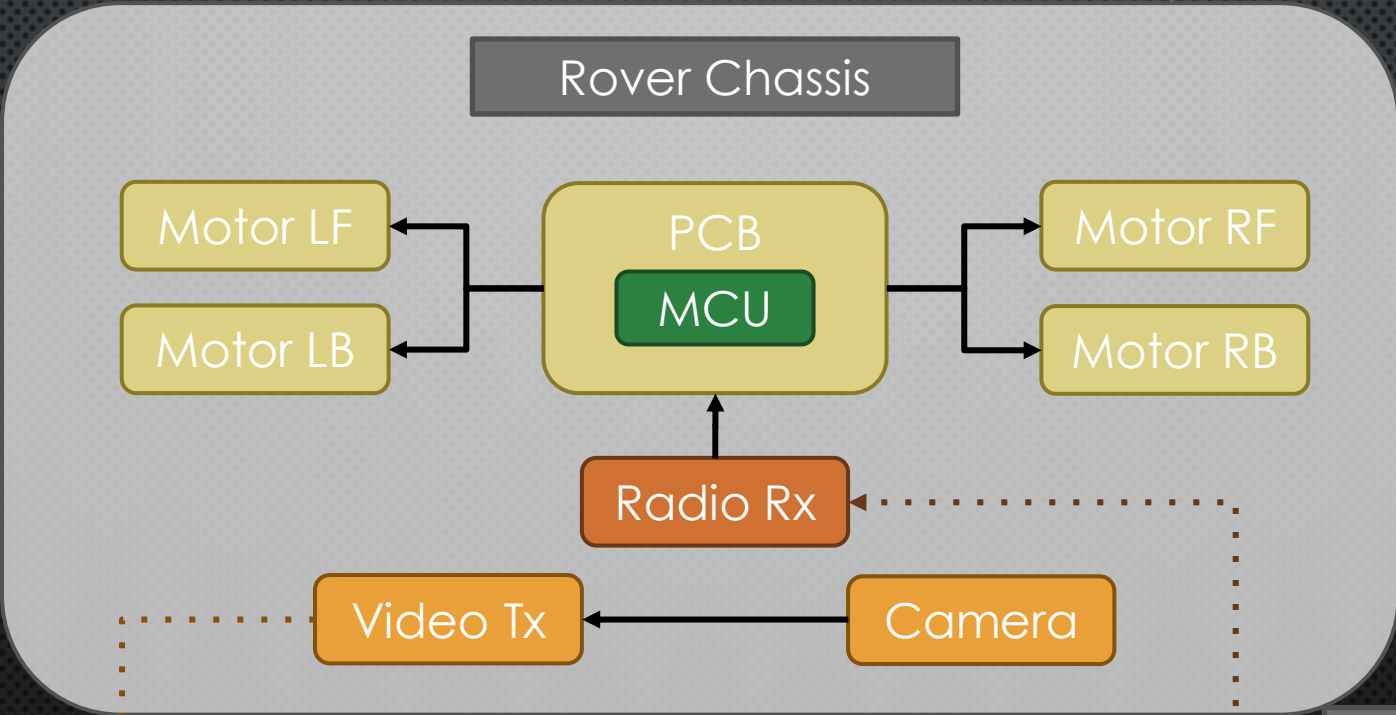 Rover Chassis
Motor LF
PCB
Motor RF
MCU
Motor LB
Motor RB
Radio Rx
Video Tx
Camera